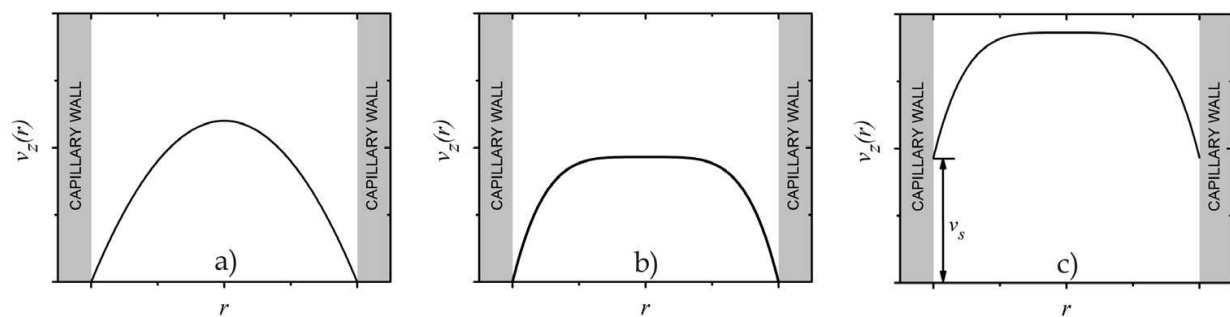 CAPILLARY WALL
v_z(r)
a)
r
CAPILLARY WALL
CAPILLARY WALL
v_z(r)
b)
r
CAPILLARY WALL
CAPILLARY WALL
v_z(r)
v_s
c)
r
CAPILLARY WALL